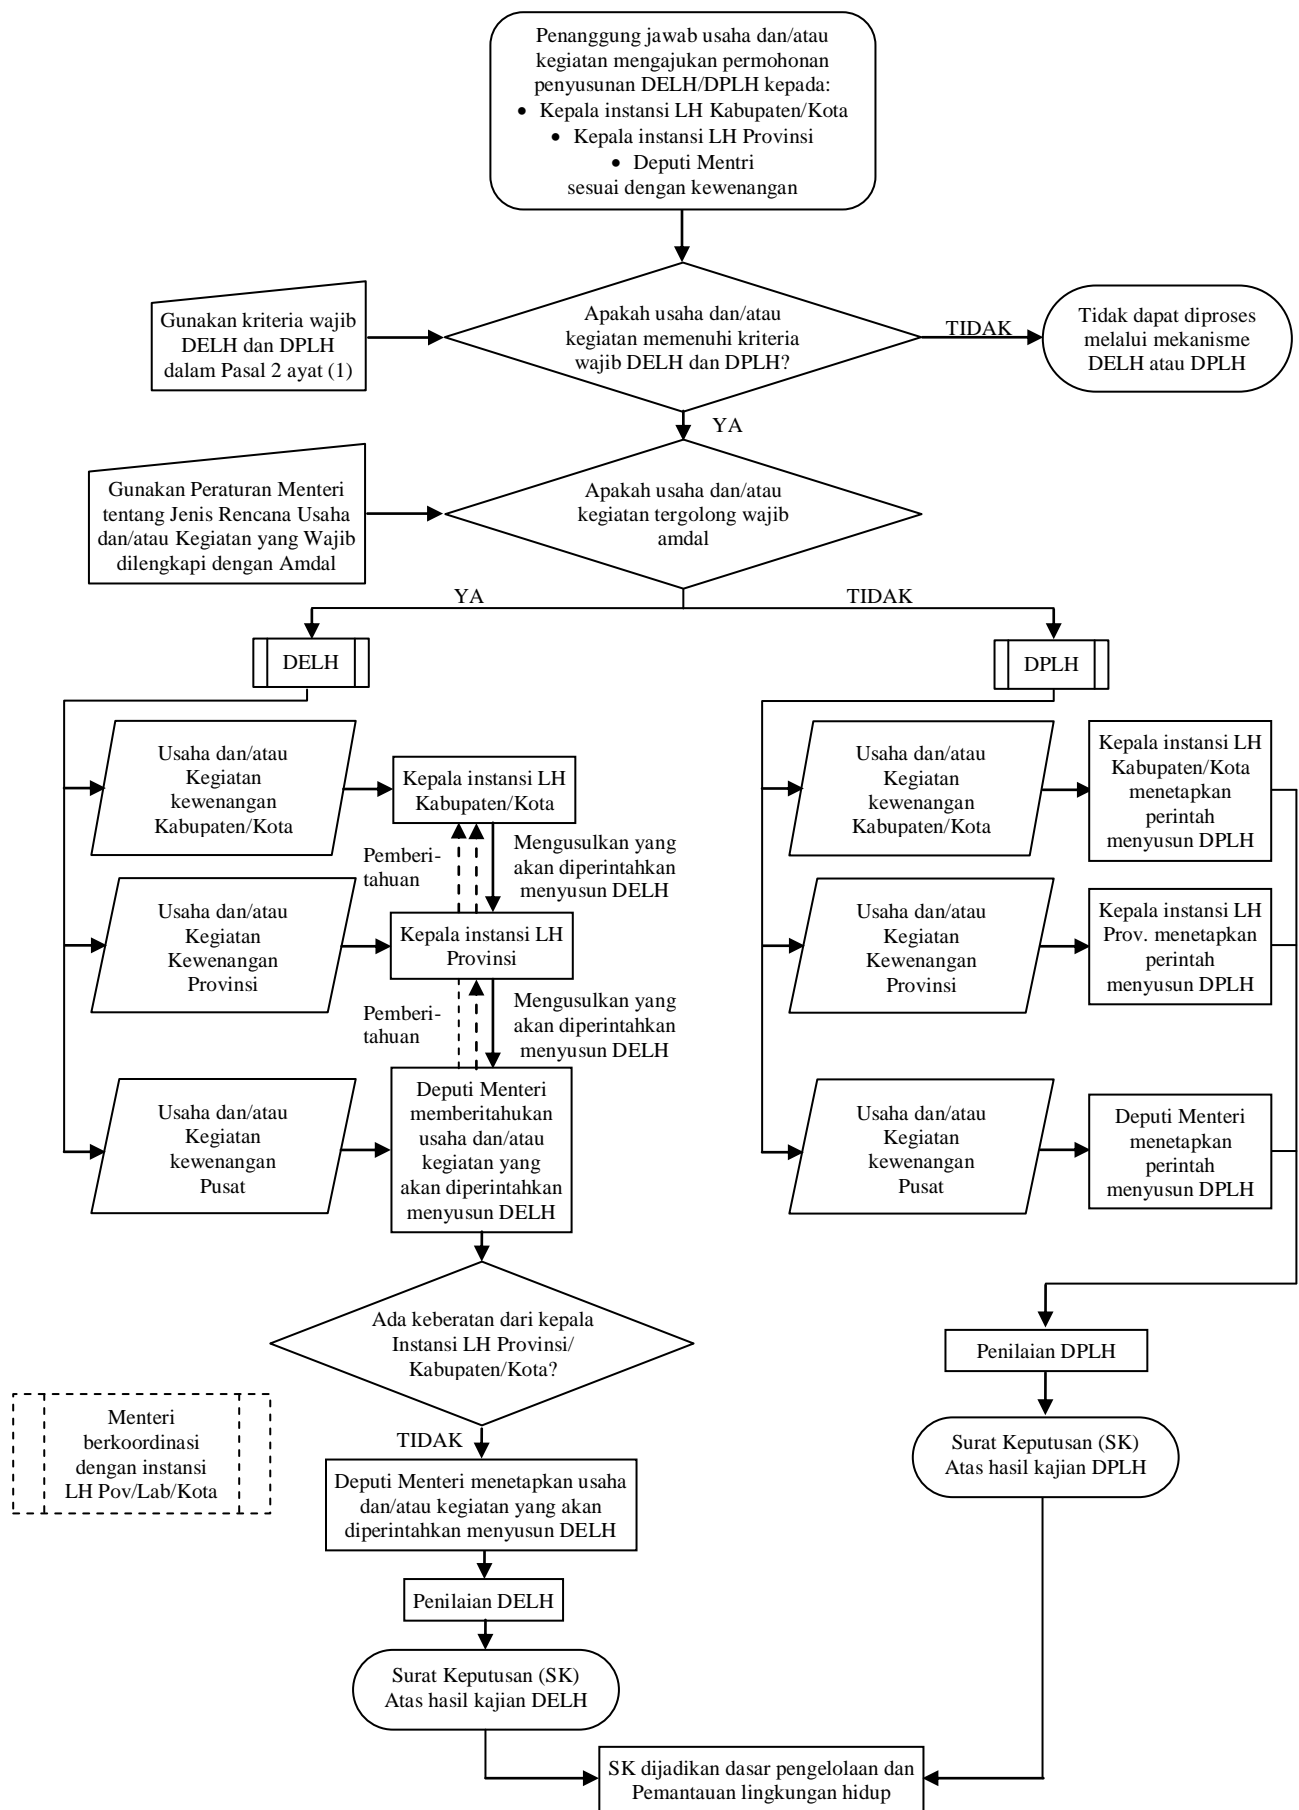 Penanggung jawab usaha dan/atau
kegiatan mengajukan permohonan
penyusunan DELH/DPLH kepada:
• Kepala instansi LH Kabupaten/Kota
• Kepala instansi LH Provinsi
• Deputi Mentri
sesuai dengan kewenangan
Gunakan kriteria wajib
DELH dan DPLH
dalam Pasal 2 ayat (1)
Apakah usaha dan/atau
kegiatan memenuhi kriteria
wajib DELH dan DPLH?
TIDAK
Tidak dapat diproses
melalui mekanisme
DELH atau DPLH
YA
Gunakan Peraturan Menteri
tentang Jenis Rencana Usaha
dan/atau Kegiatan yang Wajib
dilengkapi dengan Amdal
Apakah usaha dan/atau
kegiatan tergolong wajib
amdal
YA
TIDAK
DELH
DPLH
Usaha dan/atau
Kegiatan
kewenangan
Kabupaten/Kota
Kepala instansi LH
Kabupaten/Kota
Pemberi-
tahuan
Mengusulkan yang
akan diperintahkan
menyusun DELH
Usaha dan/atau
Kegiatan
Kewenangan
Provinsi
Kepala instansi LH
Provinsi
Pemberi-
tahuan
Mengusulkan yang
akan diperintahkan
menyusun DELH
Usaha dan/atau
Kegiatan
kewenangan
Pusat
Deputi Menteri
memberitahukan
usaha dan/atau
kegiatan yang
akan diperintahkan
menyusun DELH
Usaha dan/atau
Kegiatan
kewenangan
Kabupaten/Kota
Kepala instansi LH
Kabupaten/Kota
menetapkan
perintah
menyusun DPLH
Usaha dan/atau
Kegiatan
Kewenangan
Provinsi
Kepala instansi LH
Prov. menetapkan
perintah
menyusun DPLH
Usaha dan/atau
Kegiatan
kewenangan
Pusat
Deputi Menteri
menetapkan
perintah
menyusun DPLH
Ada keberatan dari kepala
Instansi LH Provinsi/
Kabupaten/Kota?
Penilaian DPLH
Menteri
berkoordinasi
dengan instansi
LH Pov/Lab/Kota
TIDAK
Surat Keputusan (SK)
Atas hasil kajian DPLH
Deputi Menteri menetapkan usaha
dan/atau kegiatan yang akan
diperintahkan menyusun DELH
Penilaian DELH
Surat Keputusan (SK)
Atas hasil kajian DELH
SK dijadikan dasar pengelolaan dan
Pemantauan lingkungan hidup